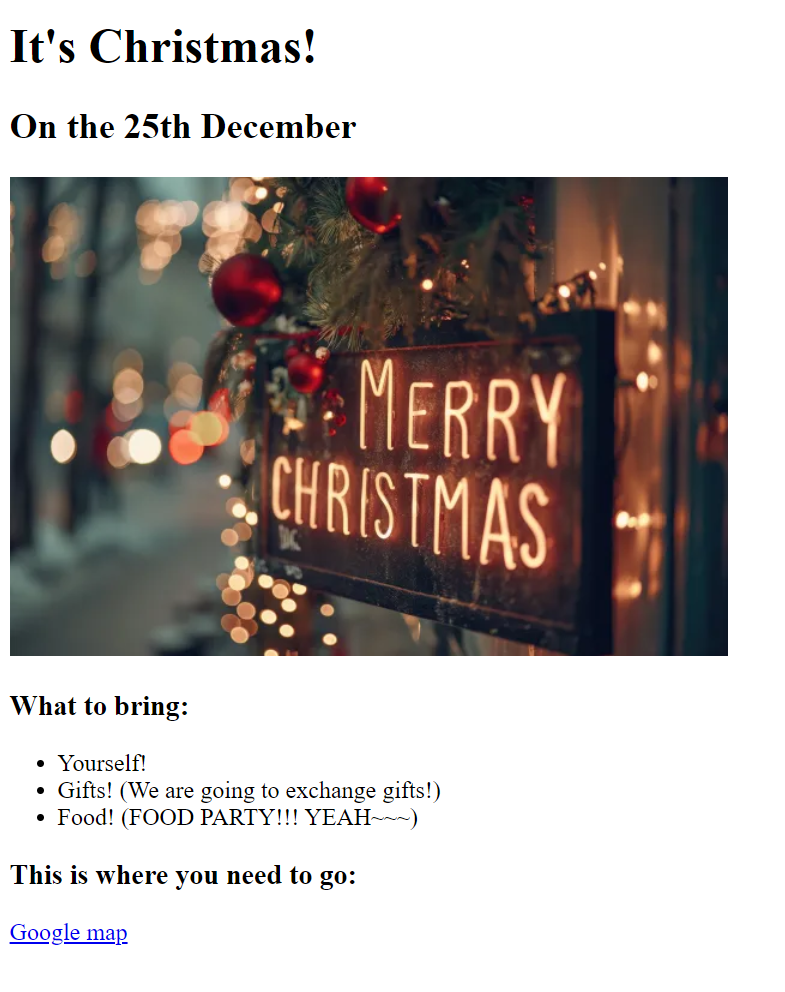 It's Christmas!
On the 25th December
MERRY
CHRISTMAS
What to bring:
Yourself!
Gifts! (We are going to exchange gifts!)
Food! (FOOD PARTY!!! YEAH~~~)
This is where you need to go:
Google map